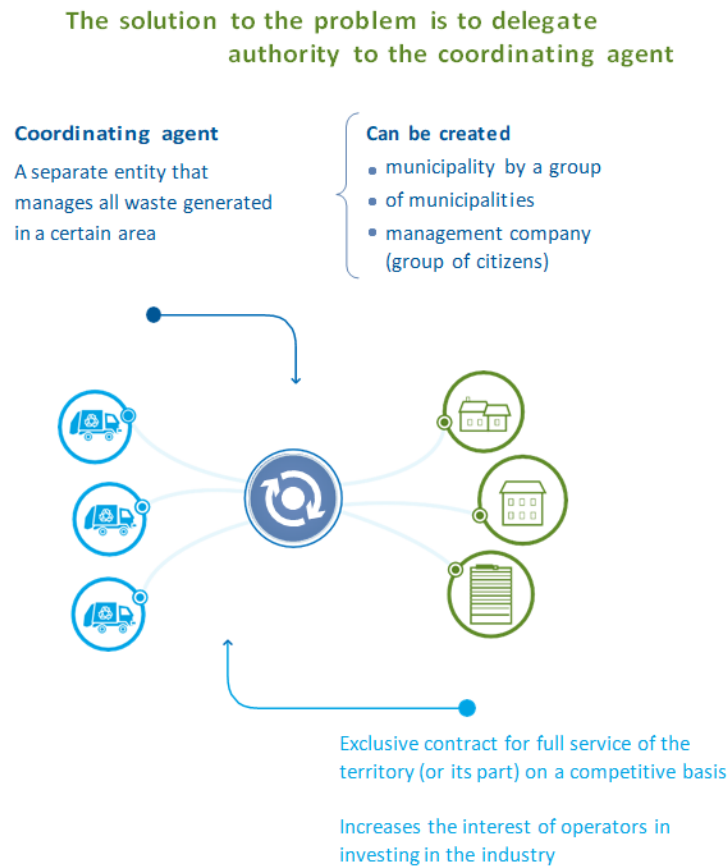 The solution to the problem is to delegate
authority to the coordinating agent
Coordinating agent
A separate entity that
manages all waste generated
in a certain area
Can be created
• municipality by a group
• of municipalities
• management company
(group of citizens)
Exclusive contract for full service of the
territory (or its part) on a competitive basis
Increases the interest of operators in
investing in the industry